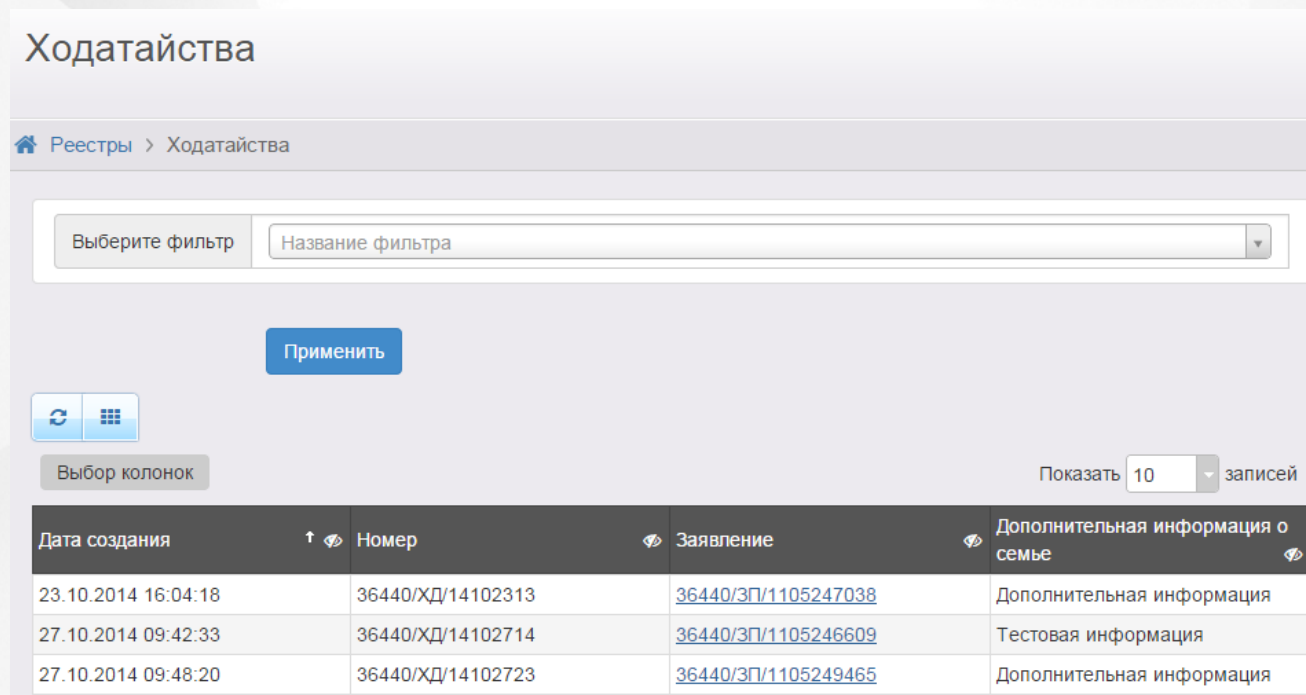 Ходатайства
Реестры > Ходатайства
Выберите фильтр Название фильтра
Применить
Выбор колонок Показать 10 записей
Дата создания Номер Заявление Дополнительная информация о семье
23.10.2014 16:04:18 36440/ХД/14102313 36440/ЗП/1105247038 Дополнительная информация
27.10.2014 09:42:33 36440/ХД/14102714 36440/ЗП/1105246609 Тестовая информация
27.10.2014 09:48:20 36440/ХД/14102723 36440/ЗП/1105249465 Дополнительная информация